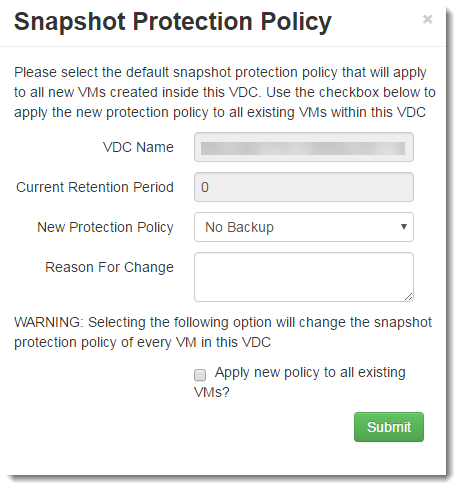 Snapshot Protection Policy ×
Please select the default snapshot protection policy that will apply
to all new VMs created inside this VDC. Use the checkbox below to
apply the new protection policy to all existing VMs within this VDC
VDC Name
Current Retention Period 0
New Protection Policy No Backup
Reason For Change
WARNING: Selecting the following option will change the snapshot
protection policy of every VM in this VDC
Apply new policy to all existing
VMs?
Submit